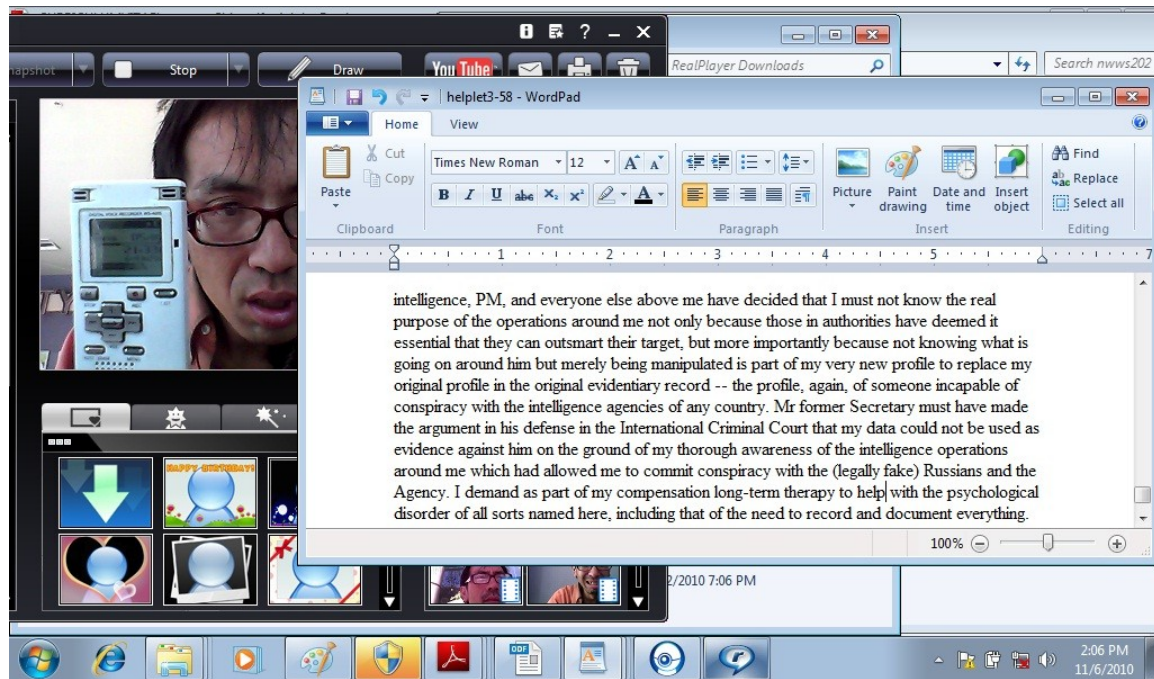 napshot
Stop
Draw
You Tube
RealPlayer Downloads
Search nwws202
helplet3-58 - WordPad
Home View
Paste
Cut
Copy
Clipboard
Times New Roman 12
Font
Paragraph
Picture
Paint drawing
Date and time
Insert object
Insert
Find
Replace
Select all
Editing
1 2 3 4 5 7
intelligence, PM, and everyone else above me have decided that I must not know the real
purpose of the operations around me not only because those in authorities have deemed it
essential that they can outsmart their target, but more importantly because not knowing what is
going on around him but merely being manipulated is part of my very new profile to replace my
original profile in the original evidentiary record -- the profile, again, of someone incapable of
conspiracy with the intelligence agencies of any country. Mr former Secretary must have made
the argument in his defense in the International Criminal Court that my data could not be used as
evidence against him on the ground of my thorough awareness of the intelligence operations
around me which had allowed me to commit conspiracy with the (legally fake) Russians and the
Agency. I demand as part of my compensation long-term therapy to help with the psychological
disorder of all sorts named here, including that of the need to record and document everything.
100%
HAPPY BIRTHDAY!
2/2010 7:06 PM
ODF
2:06 PM
11/6/2010